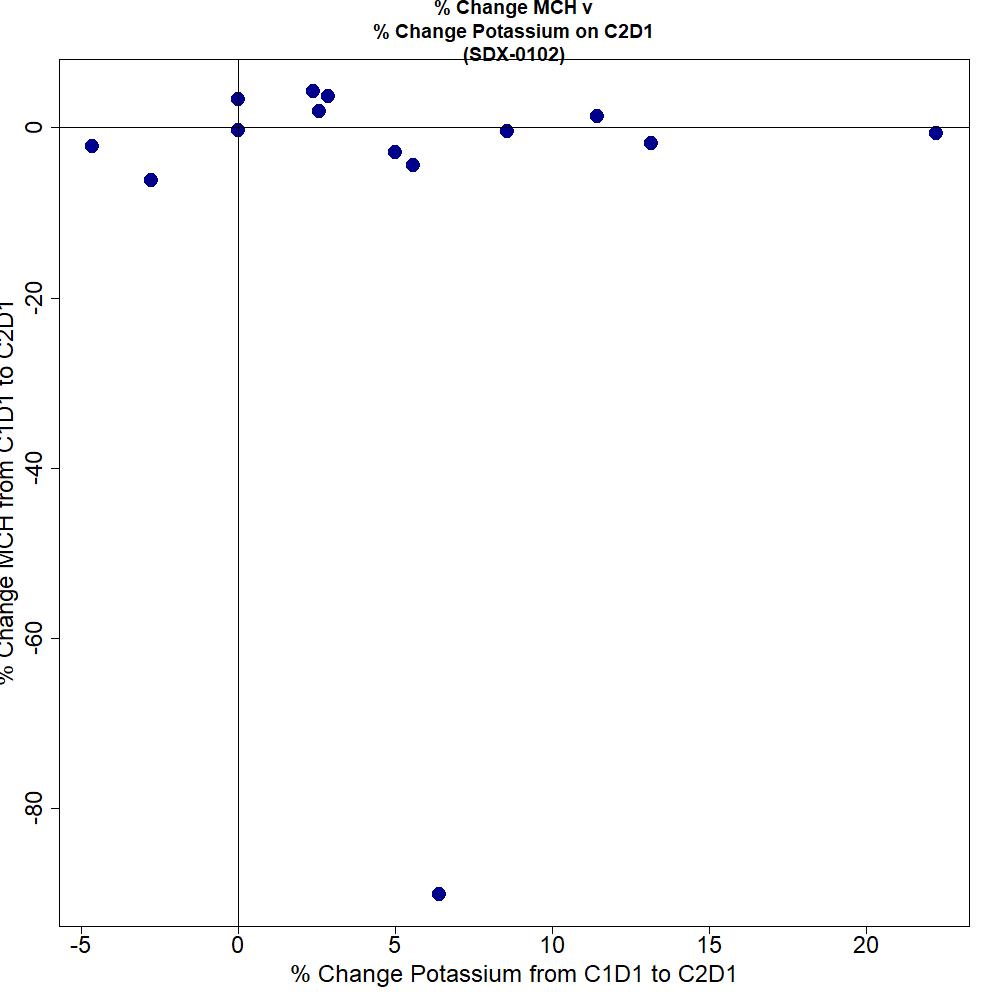 % Change MCH v
% Change Potassium on C2D1
(SDX-0102)
% Change MCH from C1D1 to C2D1
0
-20
-40
-60
-80
-5
0
5
10
15
20
% Change Potassium from C1D1 to C2D1